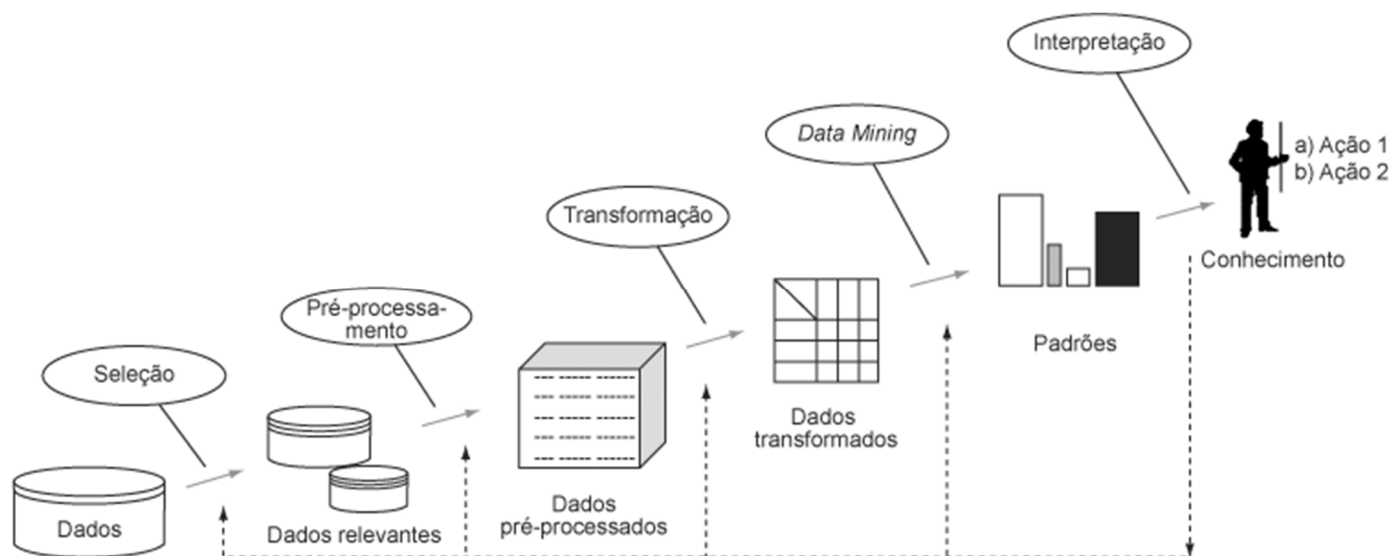 Interpretação
Data Mining
a) Ação 1
b) Ação 2
Transformação
Conhecimento
Pré-processa-
mento
Padrões
Seleção
Dados
transformados
Dados
pré-processados
Dados relevantes
Dados